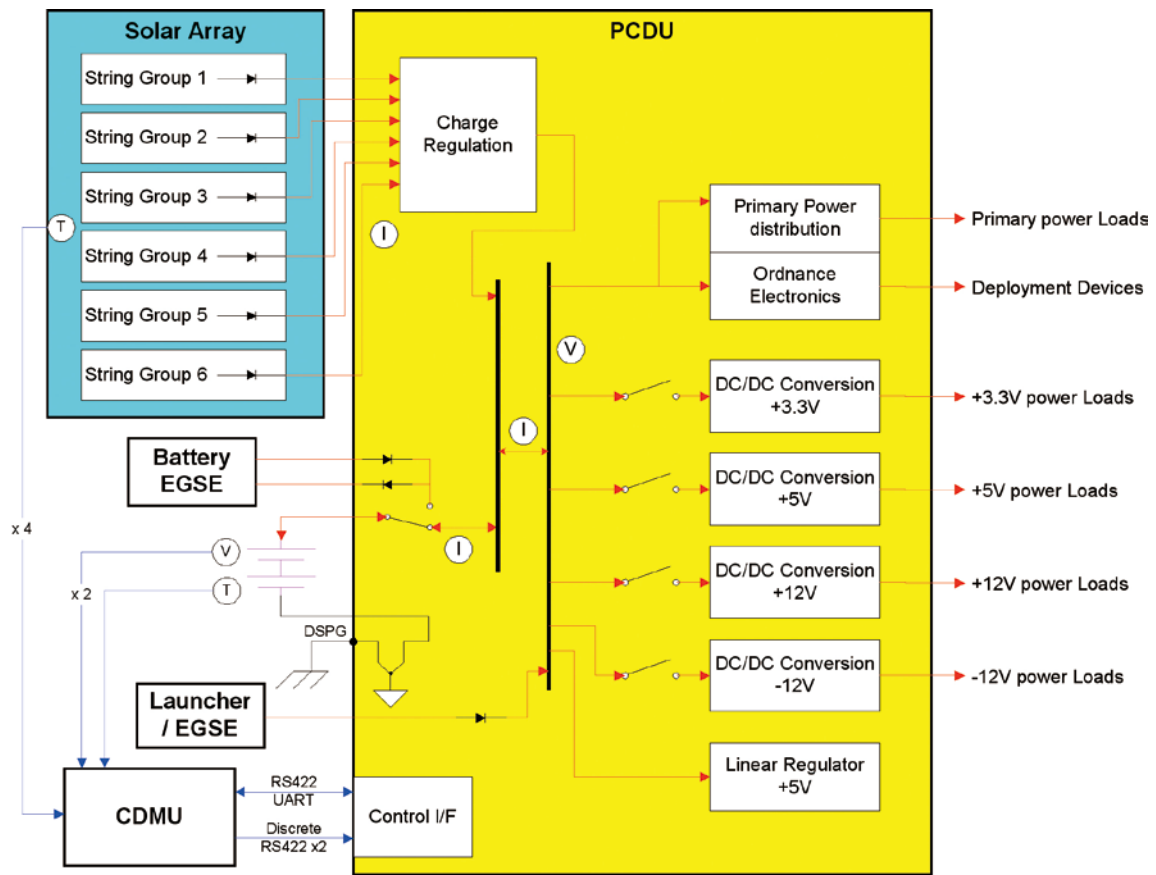 Solar Array
String Group 1
String Group 2
String Group 3
String Group 4
String Group 5
String Group 6
T
PCDU
Charge
Regulation
I
Primary Power
distribution
Ordnance
Electronics
Primary power Loads
Deployment Devices
V
I
DC/DC Conversion
+3.3V
+3.3V power Loads
DC/DC Conversion
+5V
+5V power Loads
DC/DC Conversion
+12V
+12V power Loads
DC/DC Conversion
-12V
-12V power Loads
Linear Regulator
+5V
Battery
EGSE
I
x 4
V
x 2
T
DSPG
Launcher
/ EGSE
CDMU
RS422
UART
Discrete
RS422 x2
Control I/F